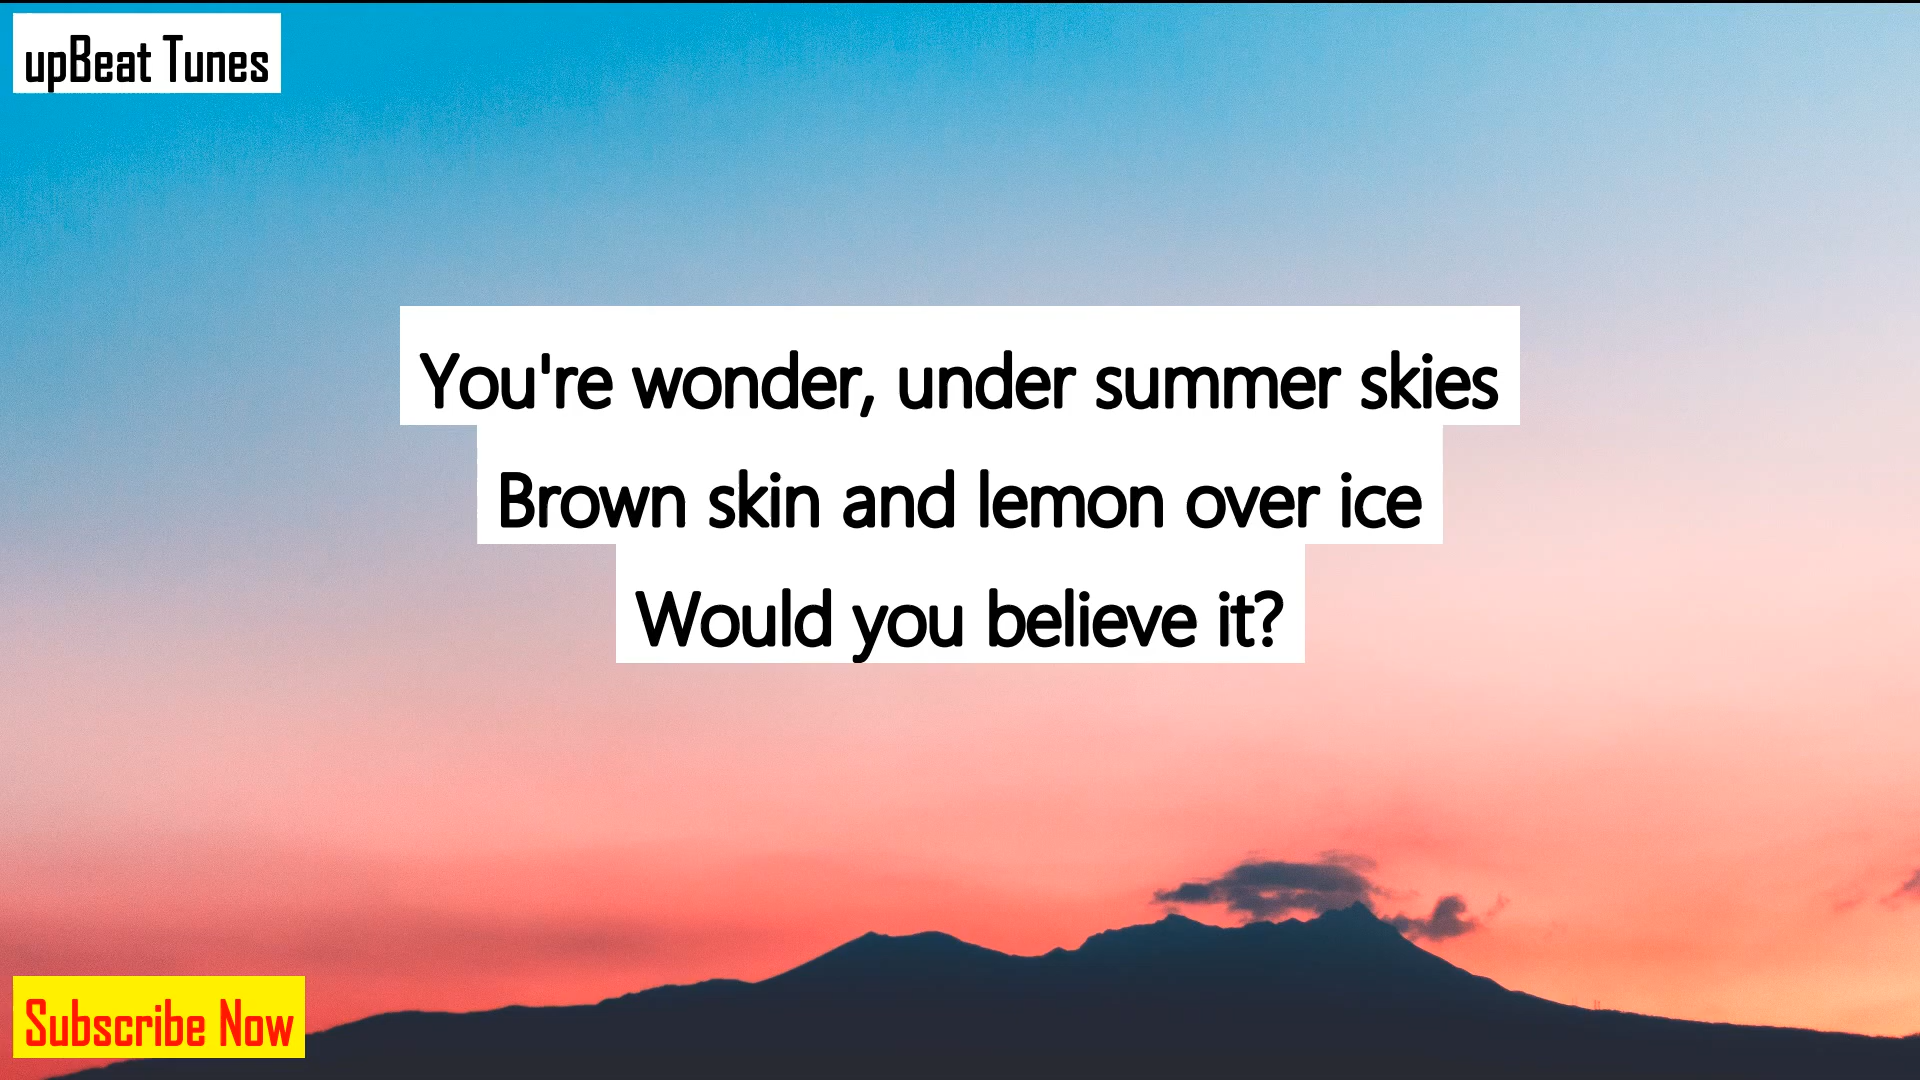 upBeat Tunes
You're wonder, under summer skies
Brown skin and lemon over ice
Would you believe it?
Subscribe Now